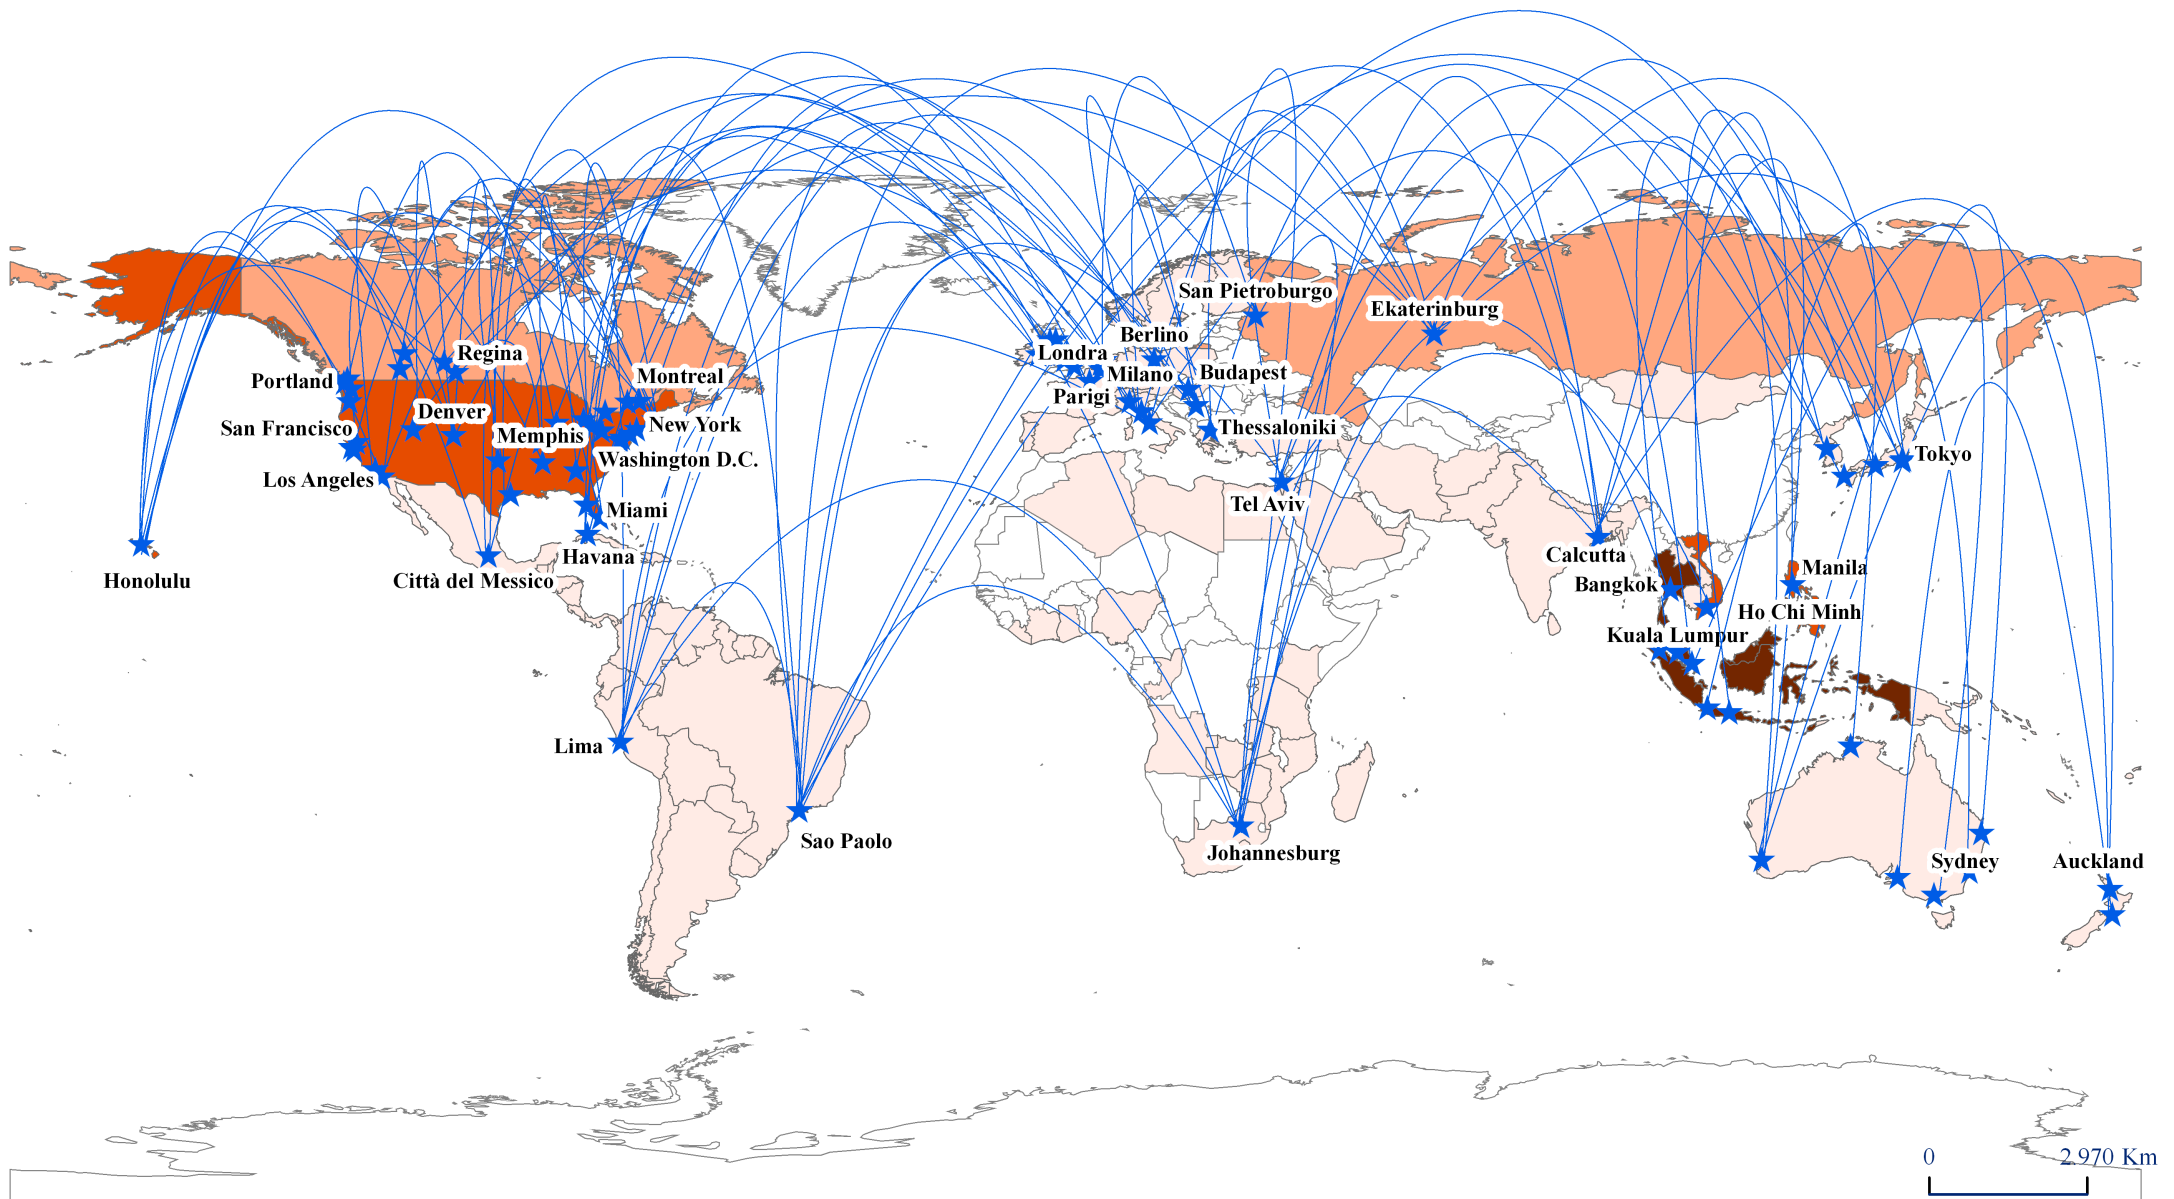 San Pietroburgo
Ekaterinburg
Berlino
Londra
Regina
Milano
Budapest
Montreal
Portland
Parigi
Denver
San Francisco
Memphis
New York
Thessaloniki
Tokyo
Washington D.C.
Los Angeles
Tel Aviv
Miami
Calcutta
Havana
Manila
Honolulu
Città del Messico
Bangkok
Ho Chi Minh
Kuala Lumpur
Lima
Sao Paolo
Johannesburg
Sydney
Auckland
0
2.970 Km